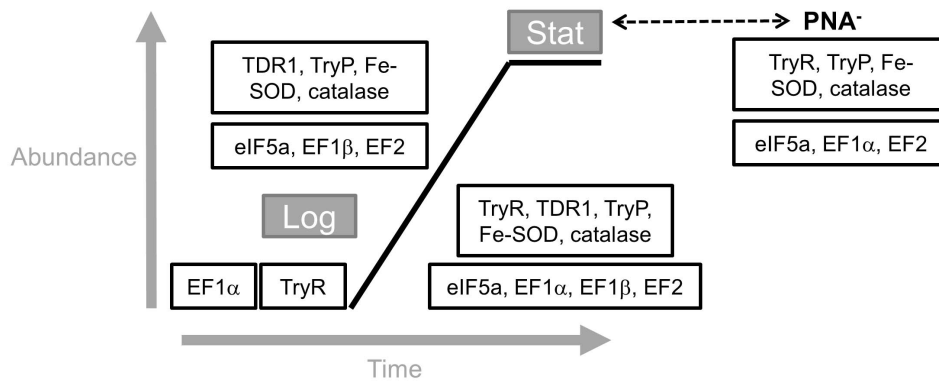 Stat
PNA-
TDR1, TryP, Fe-
SOD, catalase
TryR, TryP, Fe-
SOD, catalase
eIF5a, EF1β, EF2
eIF5a, EF1α, EF2
Abundance
Log
TryR, TDR1, TryP,
Fe-SOD, catalase
EF1α
TryR
eIF5a, EF1α, EF1β, EF2
Time